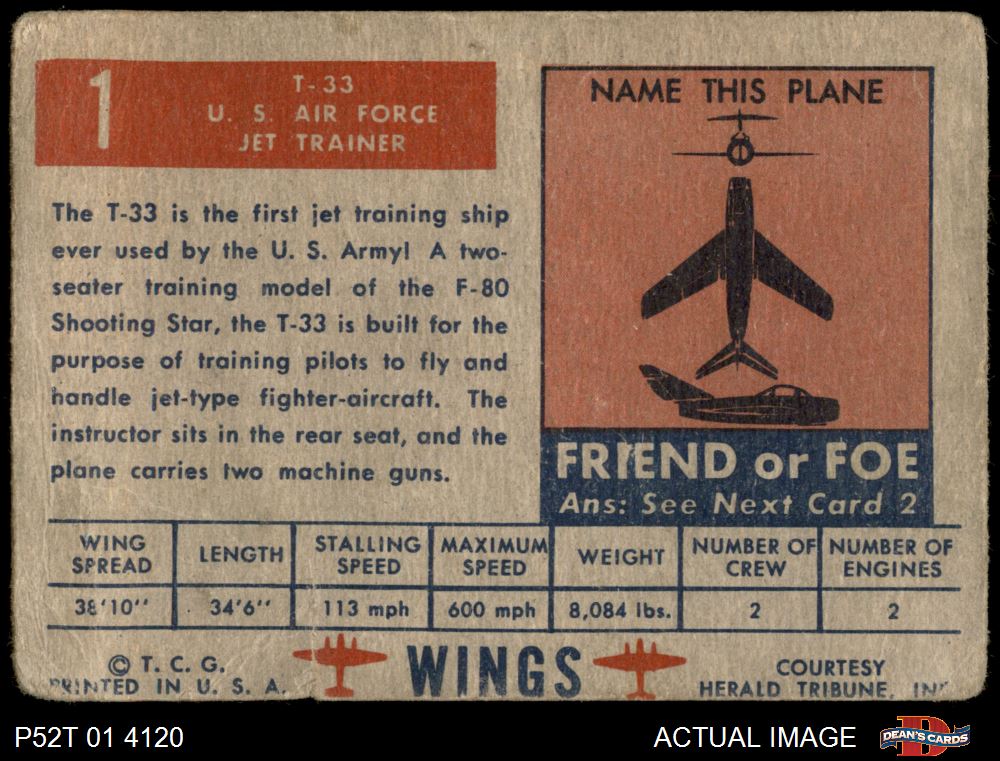 1
T-33
U. S. AIR FORCE
JET TRAINER
The T-33 is the first jet training ship
ever used by the U. S. Army! A two-
seater training model of the F-80
Shooting Star, the T-33 is built for the
purpose of training pilots to fly and
handle jet-type fighter-aircraft. The
instructor sits in the rear seat, and the
plane carries two machine guns.
NAME THIS PLANE
FRIEND or FOE
Ans: See Next Card 2
WING SPREAD
LENGTH
STALLING SPEED
MAXIMUM SPEED
WEIGHT
NUMBER OF CREW
NUMBER OF ENGINES
38'10"
34'6"
113 mph
600 mph
8,084 lbs.
2
2
© T. C. G.
PRINTED IN U. S. A.
WINGS
COURTESY
HERALD TRIBUNE, INC
P52T 01 4120
ACTUAL IMAGE
D
DEAN'S CARDS